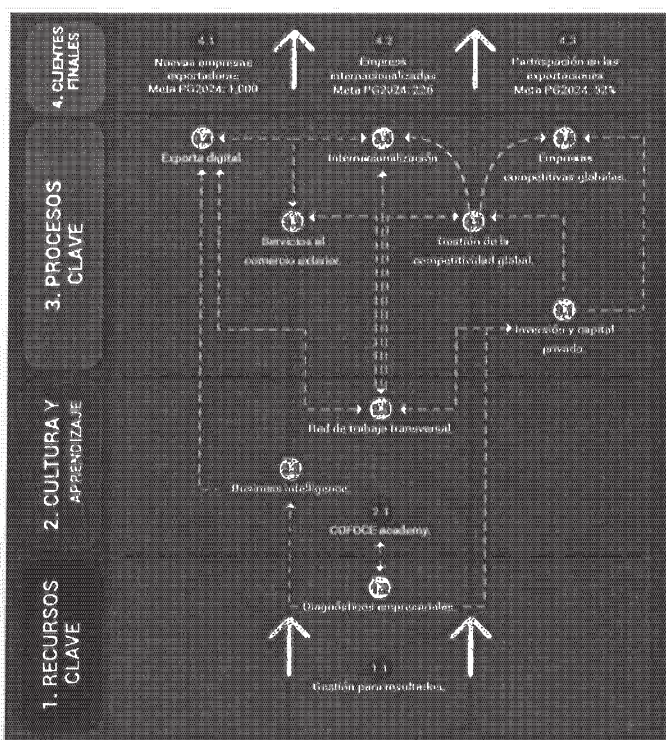 4. CLIENTES
FINALES
4.1
Nuevas empresas
exportadoras
Meta PG2024: 1,000
4.2
Empresas
internacionalizadas
Meta PG2024: 226
4.3
Participación en las
exportaciones
Meta PG2024: 32%
3. PROCESOS
CLAVE
Exporta digital.
Internacionalización
Empresas
competitivas globales.
Servicios al
comercio exterior.
Gestión de la
competitividad global.
Inversión y capital
privado.
2. CULTURA Y
APRENDIZAJE
Red de trabajo transversal.
Business intelligence.
2.1
COFOCE academy.
1. RECURSOS
CLAVE
Diagnósticos empresariales.
1.1
Gestión para resultados.